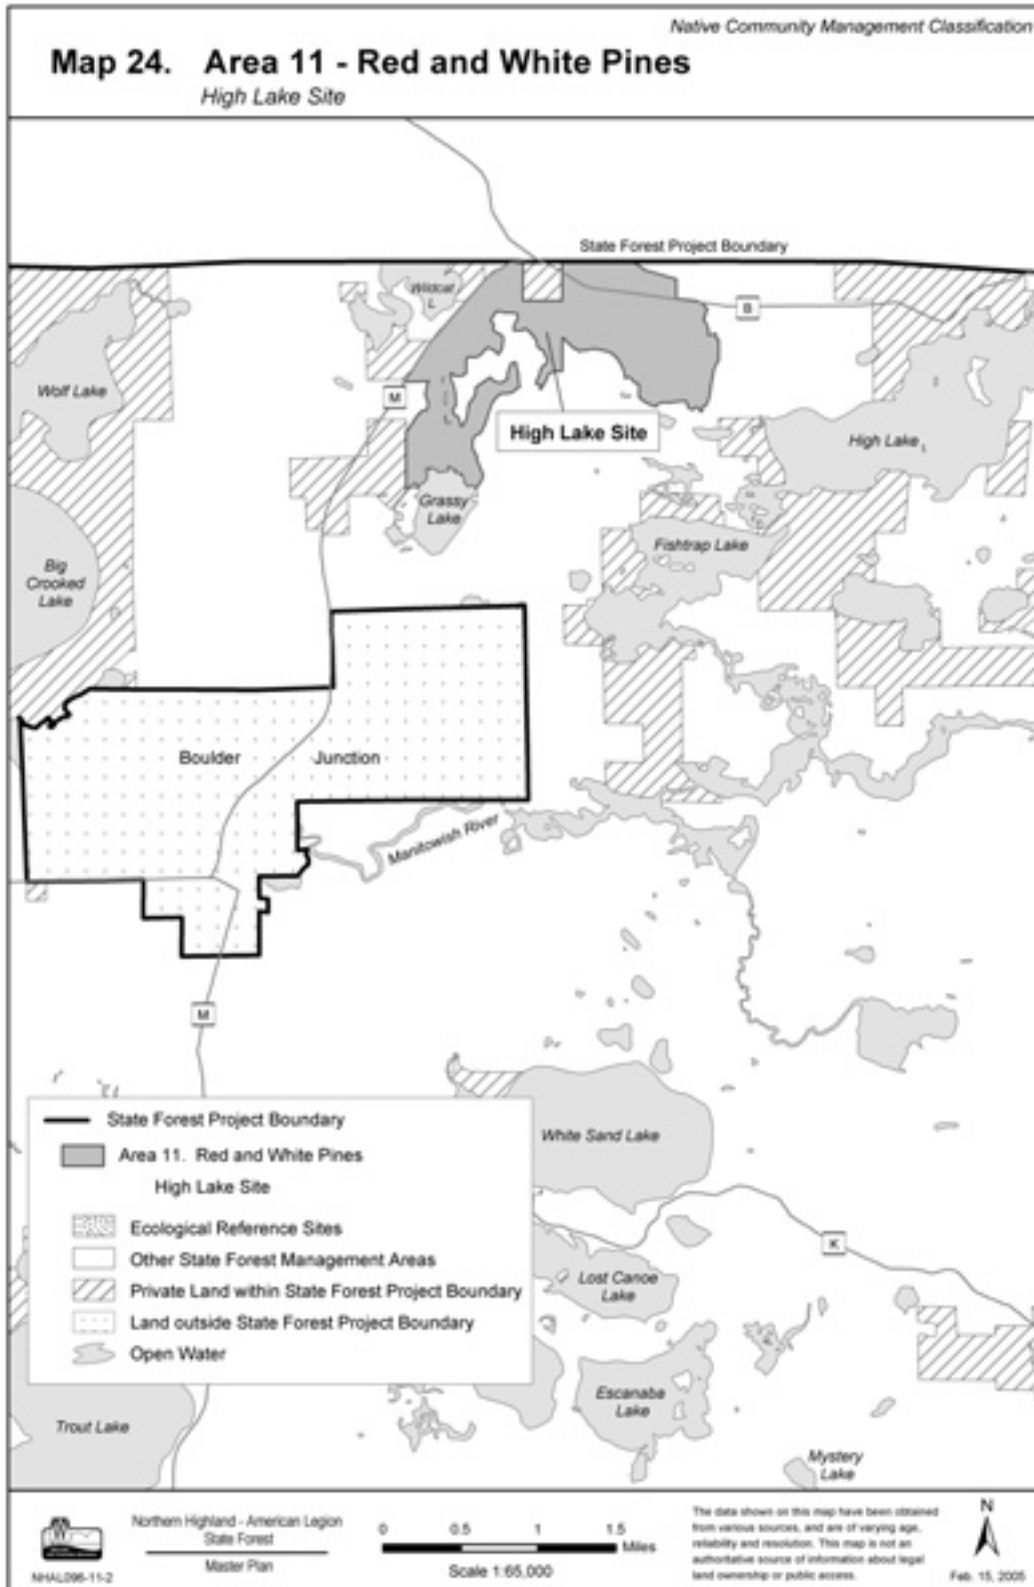 Native Community Management Classification
Map 24. Area 11 - Red and White Pines
High Lake Site
State Forest Project Boundary
Wildcat
L.
B
Wolf Lake
M
High Lake Site
High Lake
Grassy
Lake
Fishtrap Lake
Big
Crooked
Lake
Boulder Junction
Manitowish River
M
State Forest Project Boundary
Area 11. Red and White Pines
High Lake Site
Ecological Reference Sites
Other State Forest Management Areas
Private Land within State Forest Project Boundary
Land outside State Forest Project Boundary
Open Water
White Sand Lake
K
Lost Canoe
Lake
Escanaba
Lake
Trout Lake
Mystery
Lake
Northern Highland - American Legion
State Forest
Master Plan
NHAL096-11-2
0 0.5 1 1.5
Miles
Scale 1:65,000
The data shown on this map have been obtained
from various sources, and are of varying age,
reliability and resolution. This map is not an
authoritative source of information about legal
land ownership or public access.
N
Feb. 15, 2005